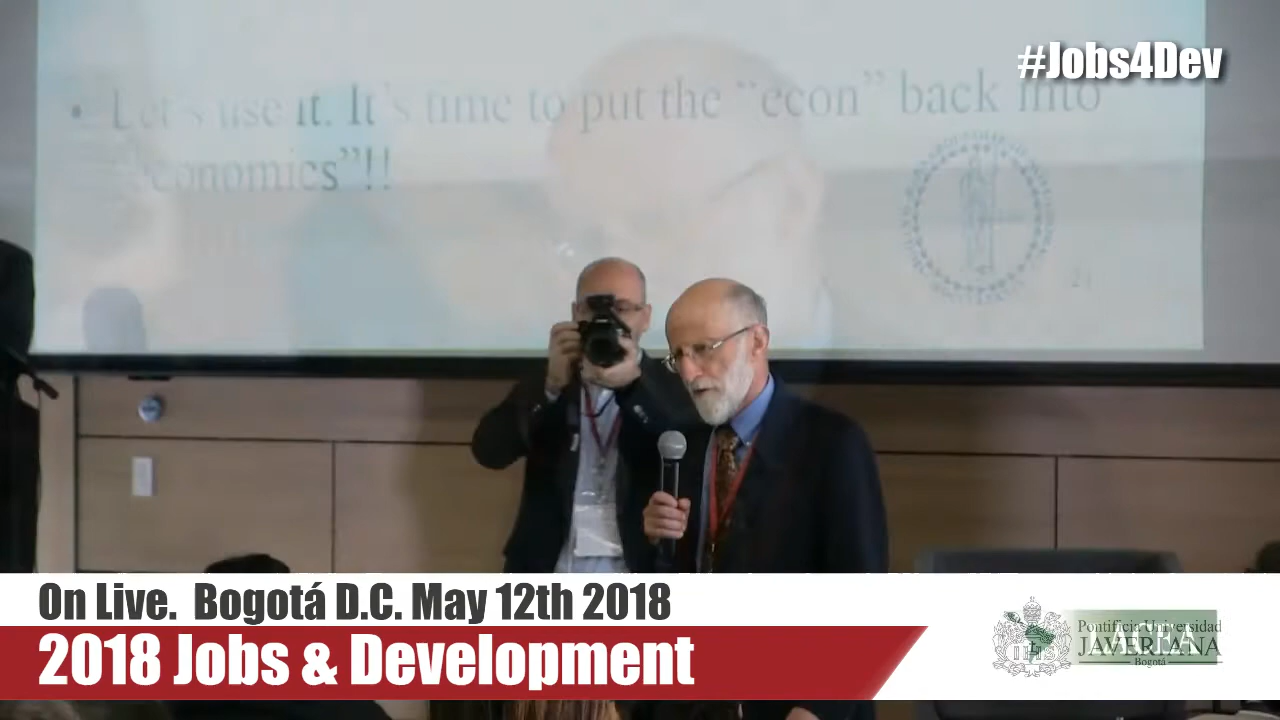 #Jobs4Dev
• Let's use it. It's time to put the “econ” back into
“economics”!!
21
On Live. Bogotá D.C. May 12th 2018
2018 Jobs & Development
Pontificia Universidad
JAVERIANA
Bogotá